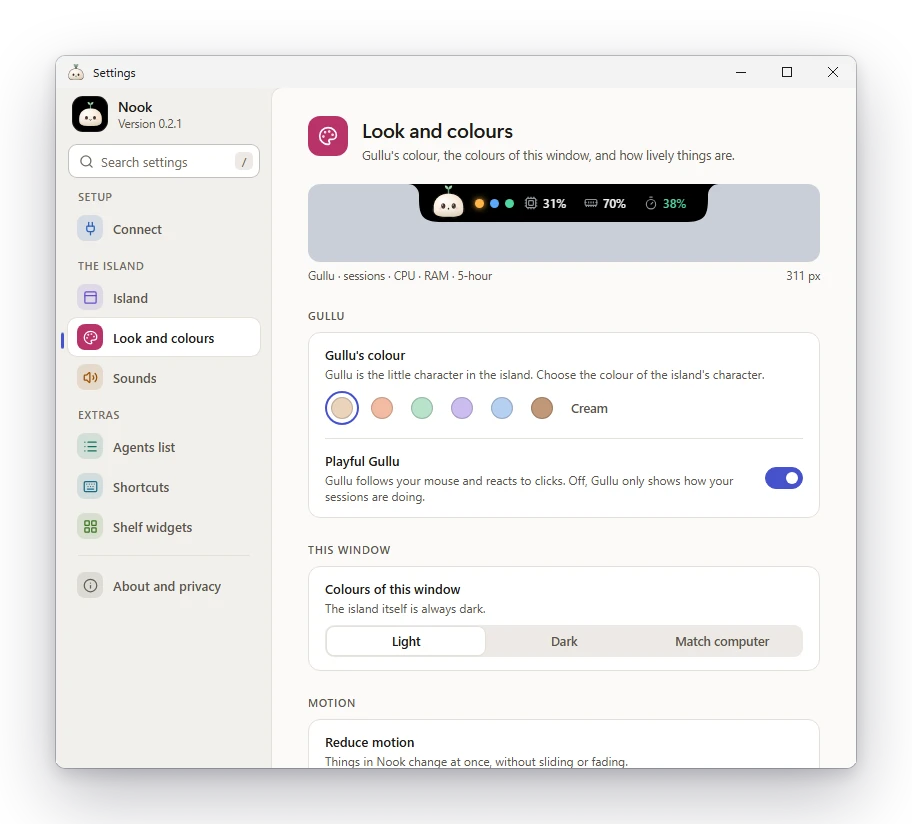 Settings
Nook
Version 0.2.1
Search settings /
SETUP
Connect
THE ISLAND
Island
Look and colours
Sounds
EXTRAS
Agents list
Shortcuts
Shelf widgets
About and privacy
Look and colours
Gullu's colour, the colours of this window, and how lively things are.
31% 70% 38%
Gullu · sessions · CPU · RAM · 5-hour 311 px
GULLU
Gullu's colour
Gullu is the little character in the island. Choose the colour of the island's character.
Cream
Playful Gullu
Gullu follows your mouse and reacts to clicks. Off, Gullu only shows how your
sessions are doing.
THIS WINDOW
Colours of this window
The island itself is always dark.
Light Dark Match computer
MOTION
Reduce motion
Things in Nook change at once, without sliding or fading.